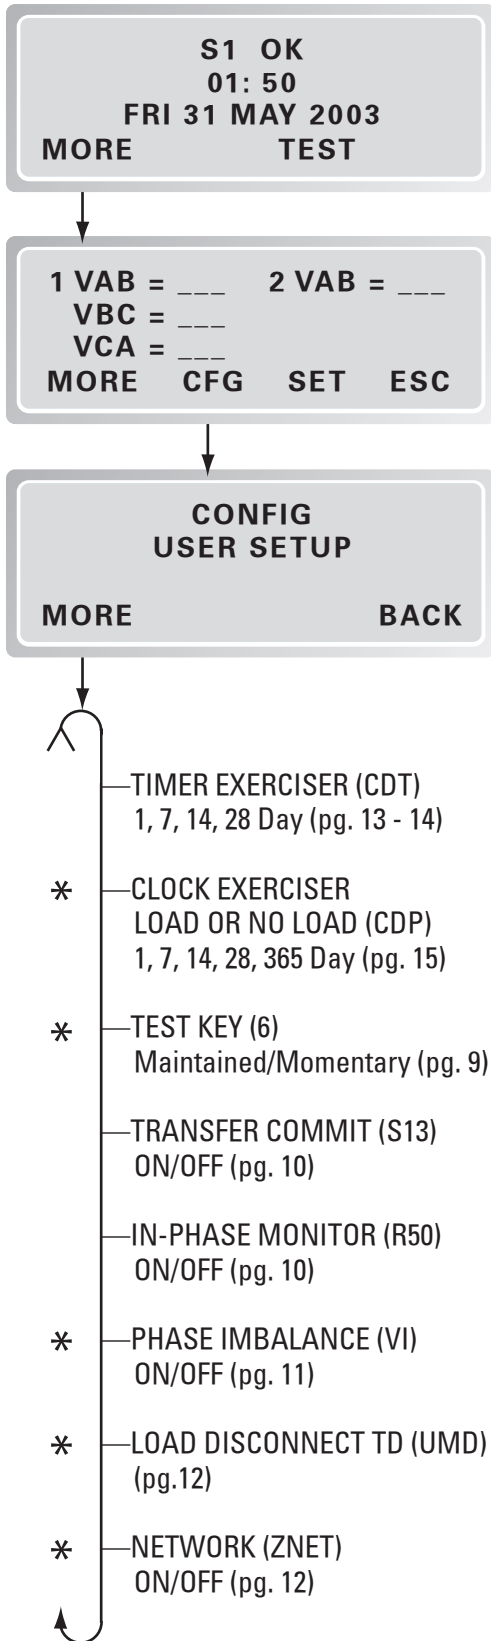 S1 OK
01: 50
FRI 31 MAY 2003
MORE TEST
1 VAB = ___ 2 VAB = ___
VBC = ___
VCA = ___
MORE CFG SET ESC
CONFIG
USER SETUP
MORE BACK
TIMER EXERCISER (CDT)
1, 7, 14, 28 Day (pg. 13 - 14)
* CLOCK EXERCISER
LOAD OR NO LOAD (CDP)
1, 7, 14, 28, 365 Day (pg. 15)
* TEST KEY (6)
Maintained/Momentary (pg. 9)
TRANSFER COMMIT (S13)
ON/OFF (pg. 10)
IN-PHASE MONITOR (R50)
ON/OFF (pg. 10)
* PHASE IMBALANCE (VI)
ON/OFF (pg. 11)
* LOAD DISCONNECT TD (UMD)
(pg.12)
* NETWORK (ZNET)
ON/OFF (pg. 12)